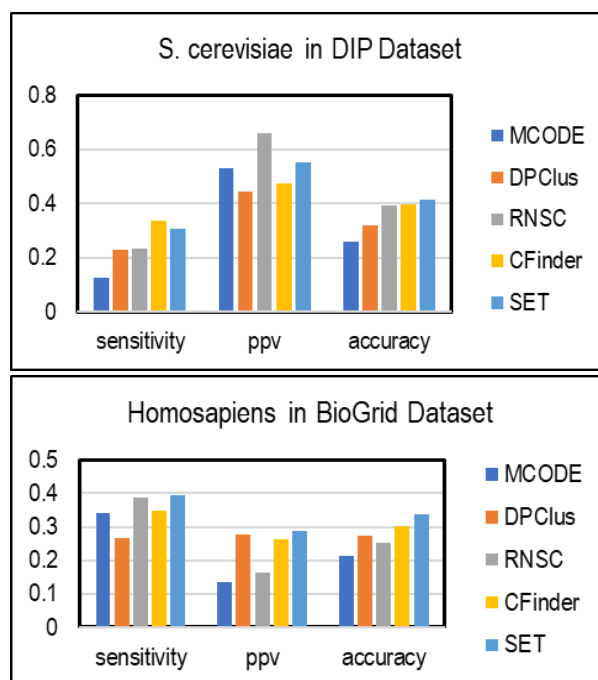 S. cerevisiae in DIP Dataset
0.8
0.6
0.4
0.2
0
sensitivity ppv accuracy
MCODE
DPClus
RNSC
CFinder
SET
Homosapiens in BioGrid Dataset
0.5
0.4
0.3
0.2
0.1
0
sensitivity ppv accuracy
MCODE
DPClus
RNSC
CFinder
SET